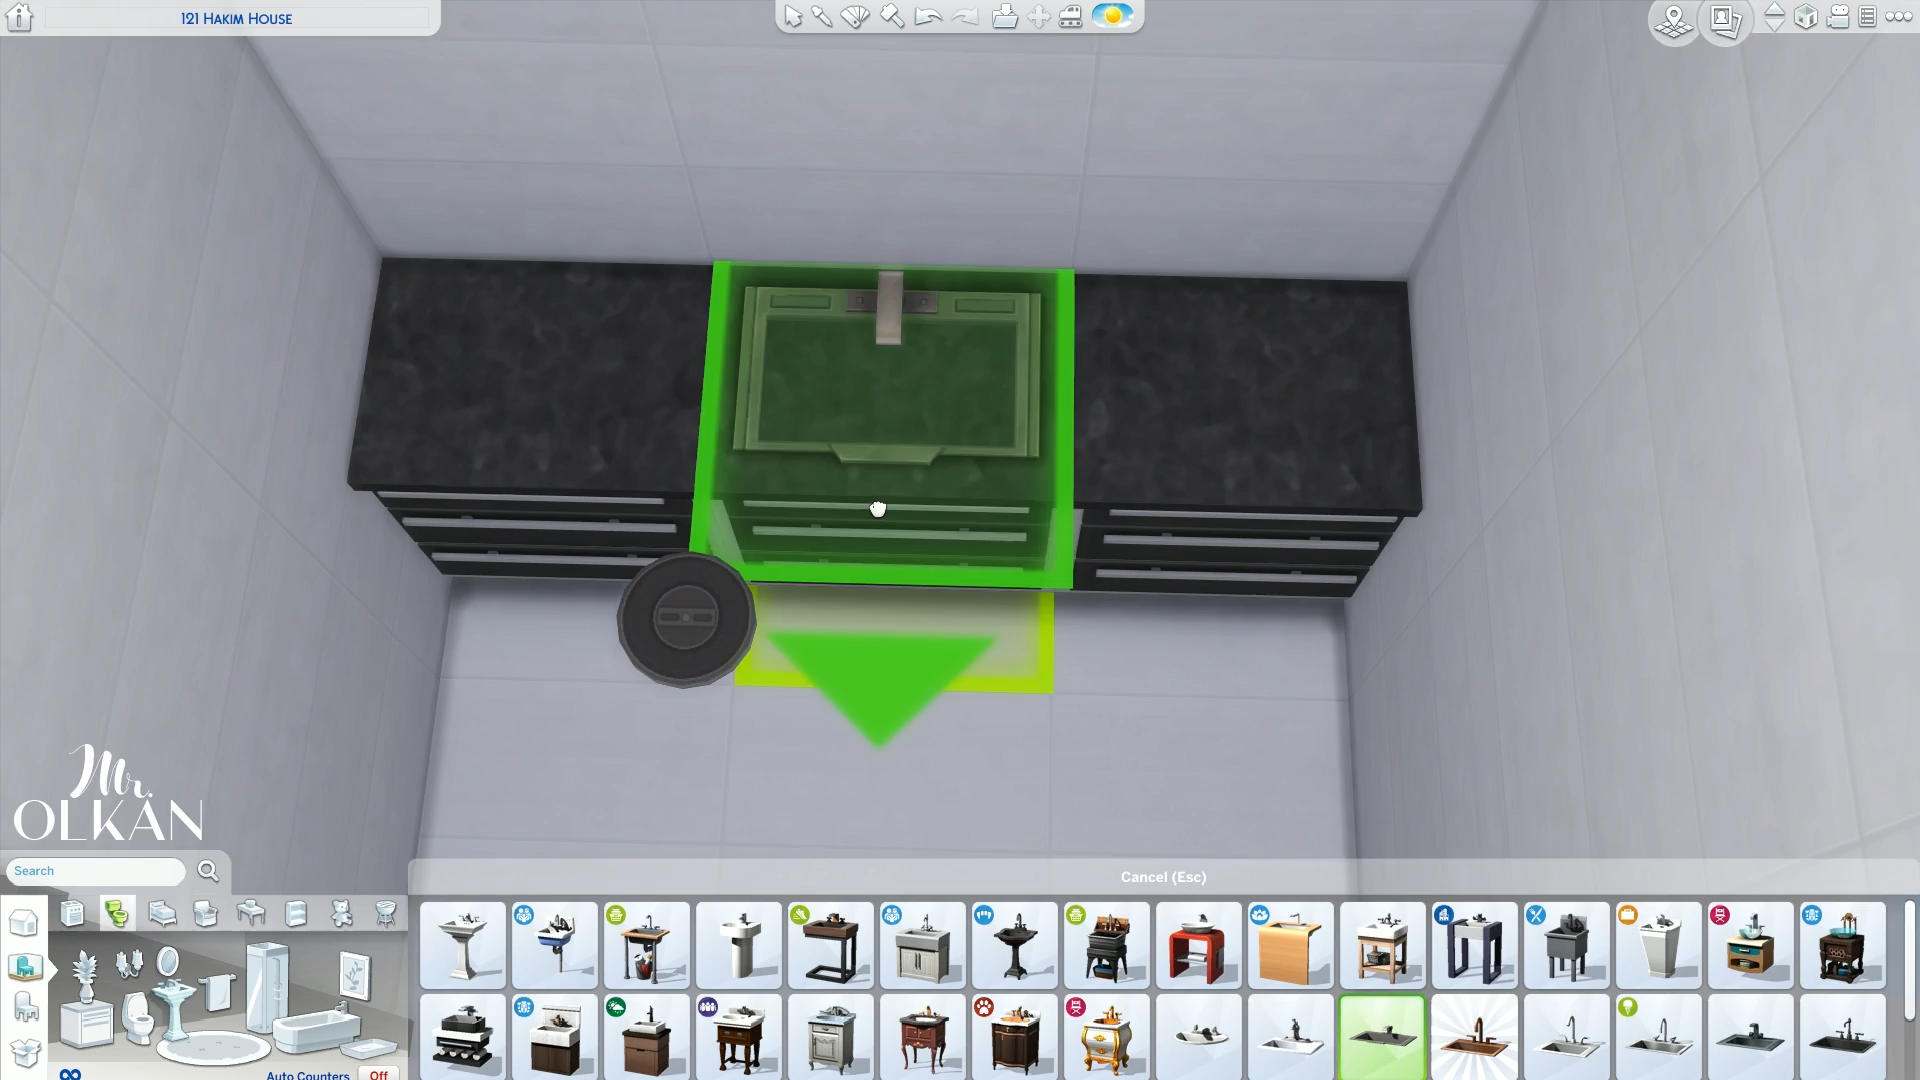 121 HAKIM HOUSE
Mr.
OLKAN
Search
Cancel (Esc)
Auto Counters
Off